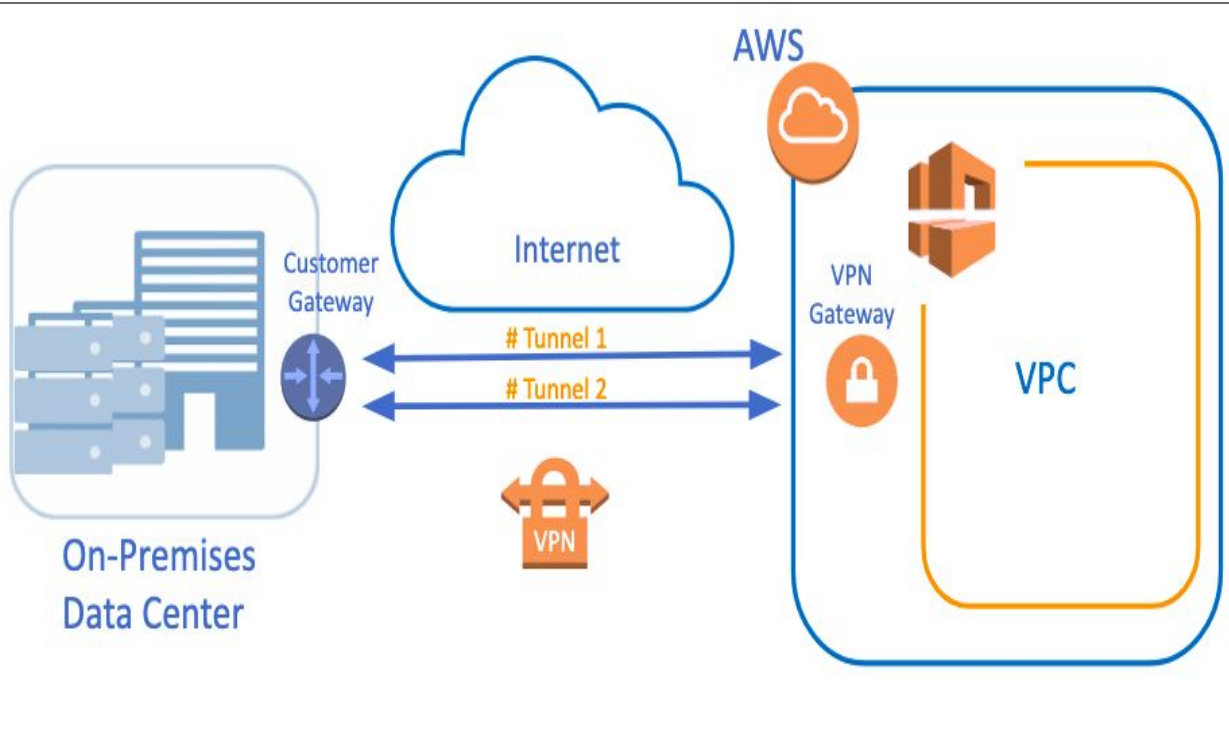 AWS
Internet
Customer
Gateway
VPN
Gateway
# Tunnel 1
# Tunnel 2
VPC
VPN
On-Premises
Data Center